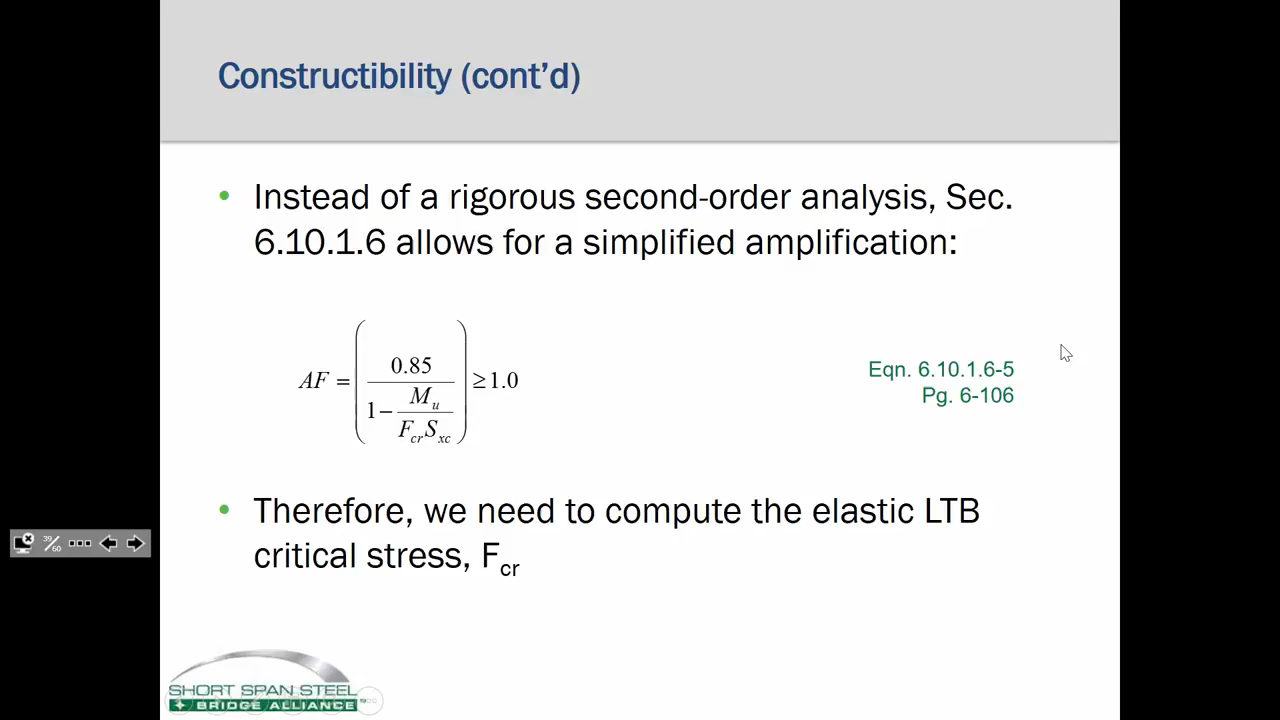 Constructibility (cont’d)
• Instead of a rigorous second-order analysis, Sec.
6.10.1.6 allows for a simplified amplification:
AF = ( 0.85 / ( 1 − M_u / ( F_cr S_xc ) ) ) ≥ 1.0
Eqn. 6.10.1.6-5
Pg. 6-106
• Therefore, we need to compute the elastic LTB
critical stress, F_cr
39/60
SHORT SPAN STEEL
BRIDGE ALLIANCE